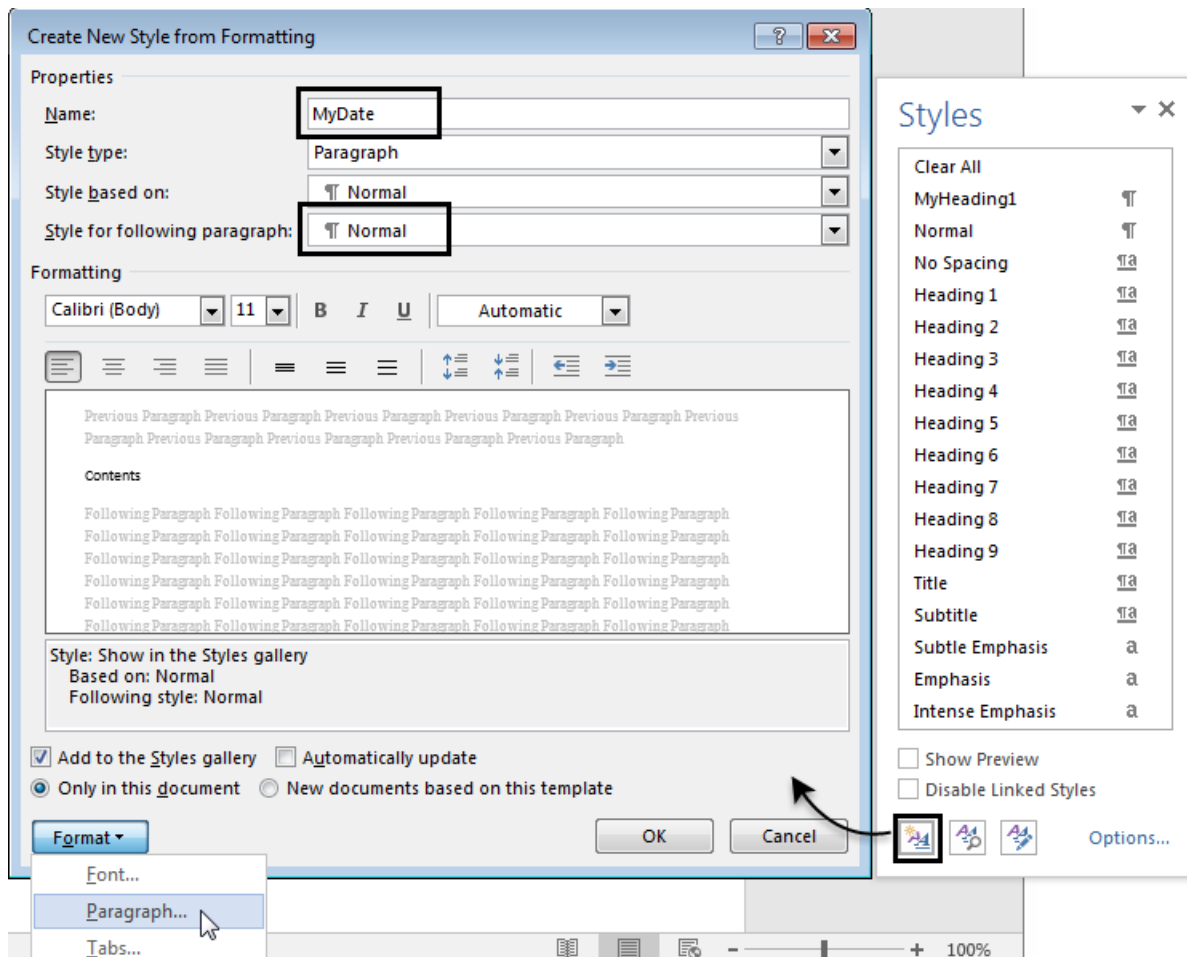 Create New Style from Formatting
Properties
Name:
MyDate
Style type:
Paragraph
Style based on:
¶ Normal
Style for following paragraph:
¶ Normal
Formatting
Calibri (Body)
11
B I U
Automatic
Previous Paragraph Previous Paragraph Previous Paragraph Previous Paragraph Previous Paragraph Previous
Paragraph Previous Paragraph Previous Paragraph Previous Paragraph Previous Paragraph
Contents
Following Paragraph Following Paragraph Following Paragraph Following Paragraph Following Paragraph
Following Paragraph Following Paragraph Following Paragraph Following Paragraph Following Paragraph
Following Paragraph Following Paragraph Following Paragraph Following Paragraph Following Paragraph
Following Paragraph Following Paragraph Following Paragraph Following Paragraph Following Paragraph
Following Paragraph Following Paragraph Following Paragraph Following Paragraph Following Paragraph
Following Paragraph Following Paragraph Following Paragraph Following Paragraph Following Paragraph
Style: Show in the Styles gallery
Based on: Normal
Following style: Normal
Add to the Styles gallery
Automatically update
Only in this document
New documents based on this template
Format
OK
Cancel
Font...
Paragraph...
Tabs...
Styles
Clear All
MyHeading1 ¶
Normal ¶
No Spacing ¶a
Heading 1 ¶a
Heading 2 ¶a
Heading 3 ¶a
Heading 4 ¶a
Heading 5 ¶a
Heading 6 ¶a
Heading 7 ¶a
Heading 8 ¶a
Heading 9 ¶a
Title ¶a
Subtitle ¶a
Subtle Emphasis a
Emphasis a
Intense Emphasis a
Show Preview
Disable Linked Styles
Options...
100%